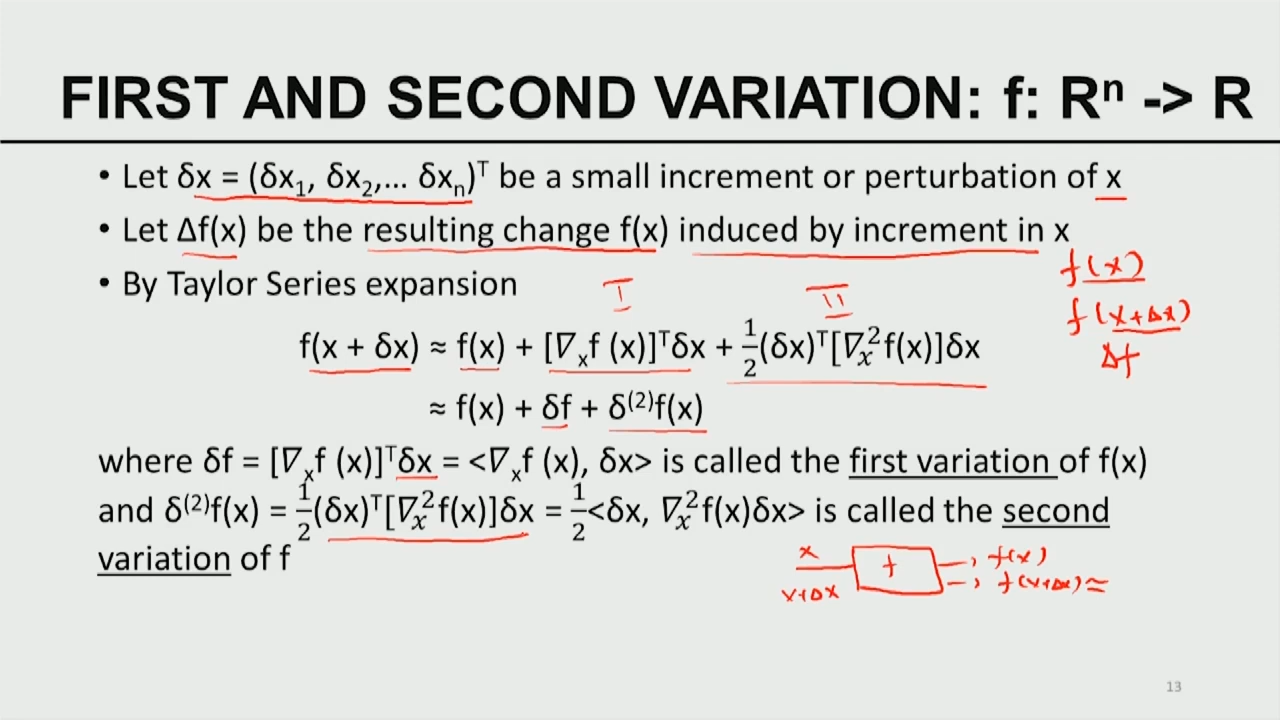 FIRST AND SECOND VARIATION: f: Rⁿ -> R
• Let δx = (δx₁, δx₂,... δxₙ)ᵀ be a small increment or perturbation of x
• Let Δf(x) be the resulting change f(x) induced by increment in x
f(x)
• By Taylor Series expansion
I II
f(x+Δx)
f(x + δx) ≈ f(x) + [∇ₓf (x)]ᵀδx + 1/2(δx)ᵀ[∇ₓ²f(x)]δx
Δf
≈ f(x) + δf + δ⁽²⁾f(x)
where δf = [∇ₓf (x)]ᵀδx = <∇ₓf (x), δx> is called the first variation of f(x)
and δ⁽²⁾f(x) = 1/2(δx)ᵀ[∇ₓ²f(x)]δx = 1/2<δx, ∇ₓ²f(x)δx> is called the second
variation of f
x f f(x)
x+Δx f(x+Δx) ≈
13